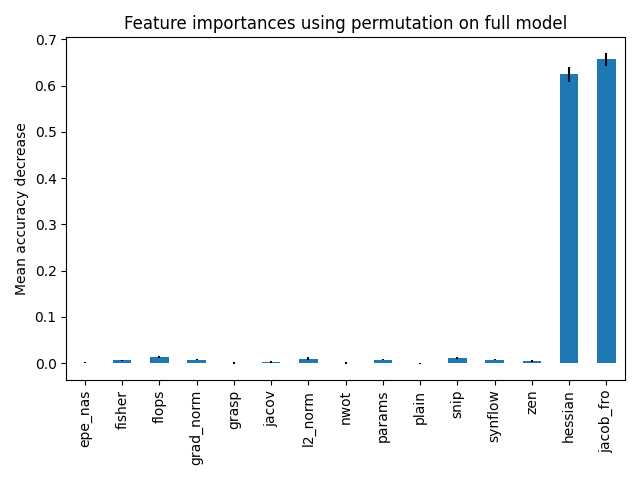 Feature importances using permutation on full model
Mean accuracy decrease
0.7
0.6
0.5
0.4
0.3
0.2
0.1
0.0
epe_nas
fisher
flops
grad_norm
grasp
jacov
l2_norm
nwot
params
plain
snip
synflow
zen
hessian
jacob_fro